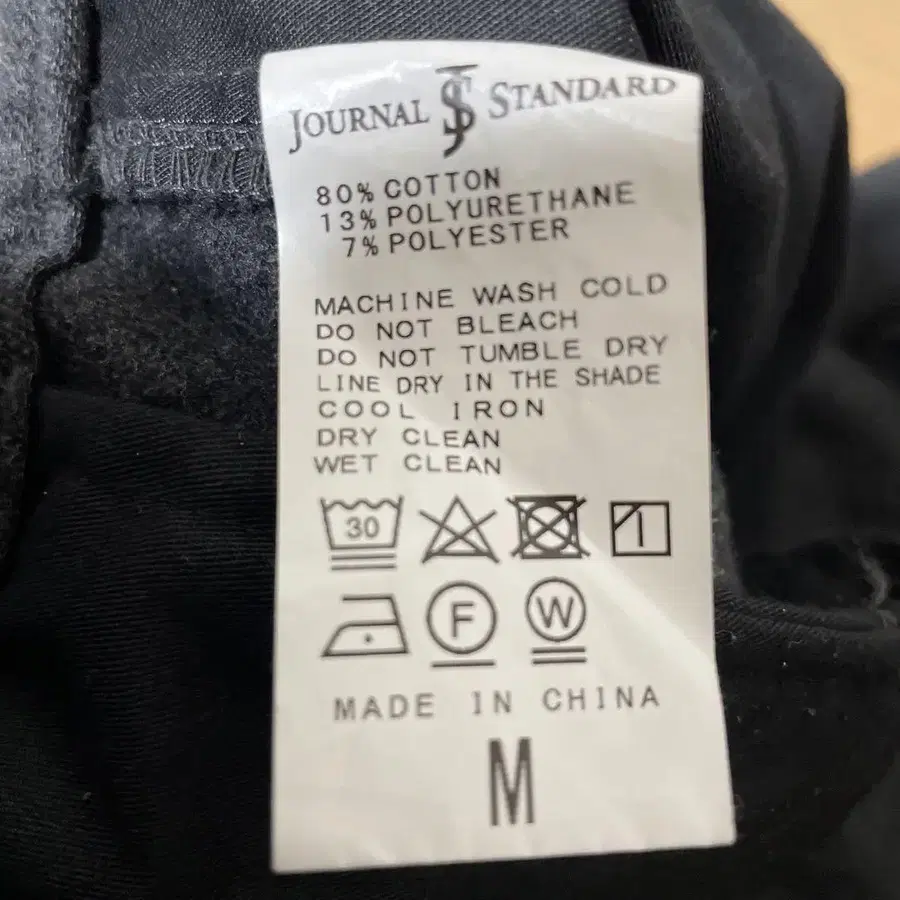 JOURNAL JS STANDARD
80% COTTON
13% POLYURETHANE
7% POLYESTER
MACHINE WASH COLD
DO NOT BLEACH
DO NOT TUMBLE DRY
LINE DRY IN THE SHADE
COOL IRON
DRY CLEAN
WET CLEAN
30
F W
MADE IN CHINA
M